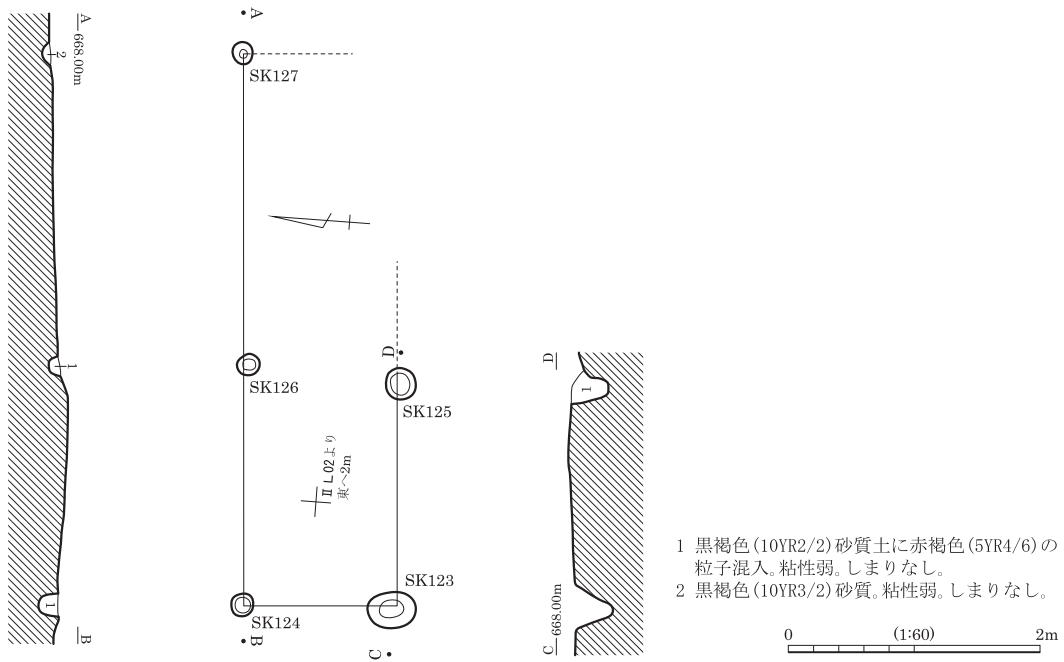 A
668.00m
2
1
1
B
A
SK127
SK126
D
SK125
Ⅱ L 02より
東へ2m
SK123
SK124
B
C
D
1
C
668.00m
1 黒褐色(10YR2/2)砂質土に赤褐色(5YR4/6)の
粒子混入。粘性弱。しまりなし。
2 黒褐色(10YR3/2)砂質。粘性弱。しまりなし。
0 (1:60) 2m